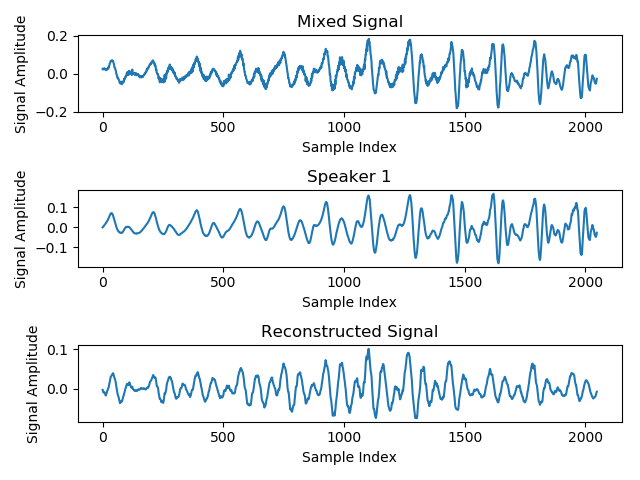 Mixed Signal
Signal Amplitude
0.2
0.0
−0.2
0 500 1000 1500 2000
Sample Index
Speaker 1
Signal Amplitude
0.1
0.0
−0.1
0 500 1000 1500 2000
Sample Index
Reconstructed Signal
Signal Amplitude
0.1
0.0
0 500 1000 1500 2000
Sample Index